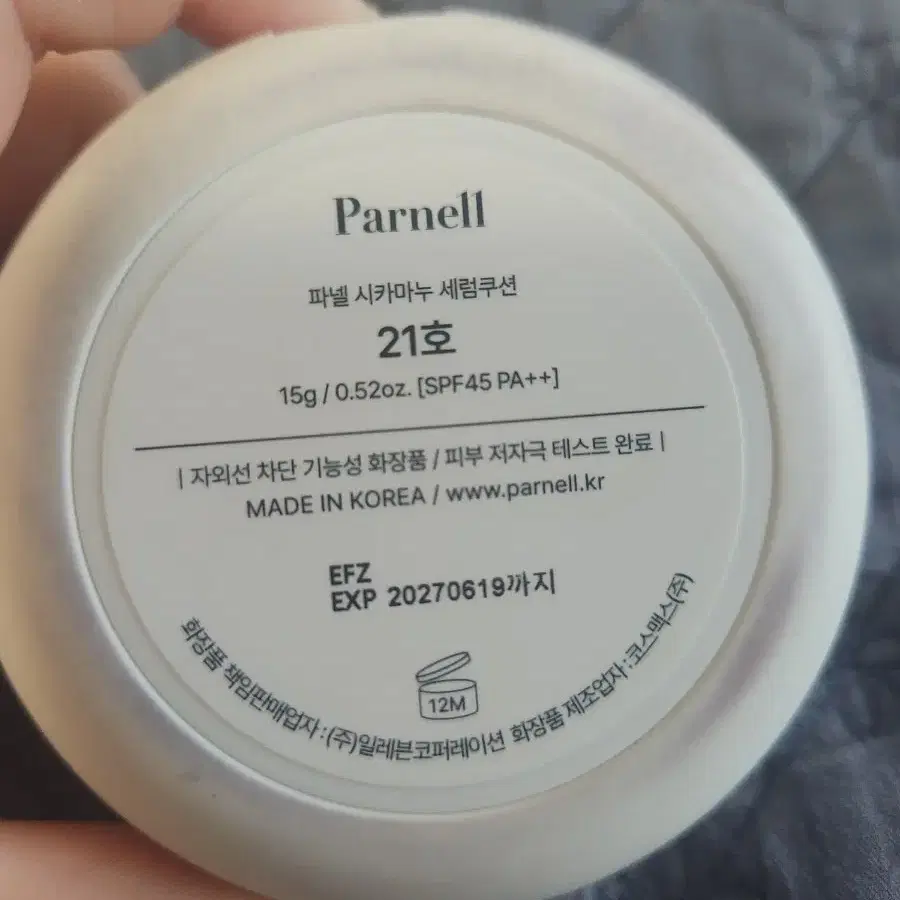 Parnell
파넬 시카마누 세럼쿠션
21호
15g / 0.52oz. [SPF45 PA++]
| 자외선 차단 기능성 화장품 / 피부 저자극 테스트 완료 |
MADE IN KOREA / www.parnell.kr
EFZ
EXP 20270619까지
12M
화장품 책임판매업자 : (주)일레븐코퍼레이션 화장품 제조업자 : 코스맥스(주)